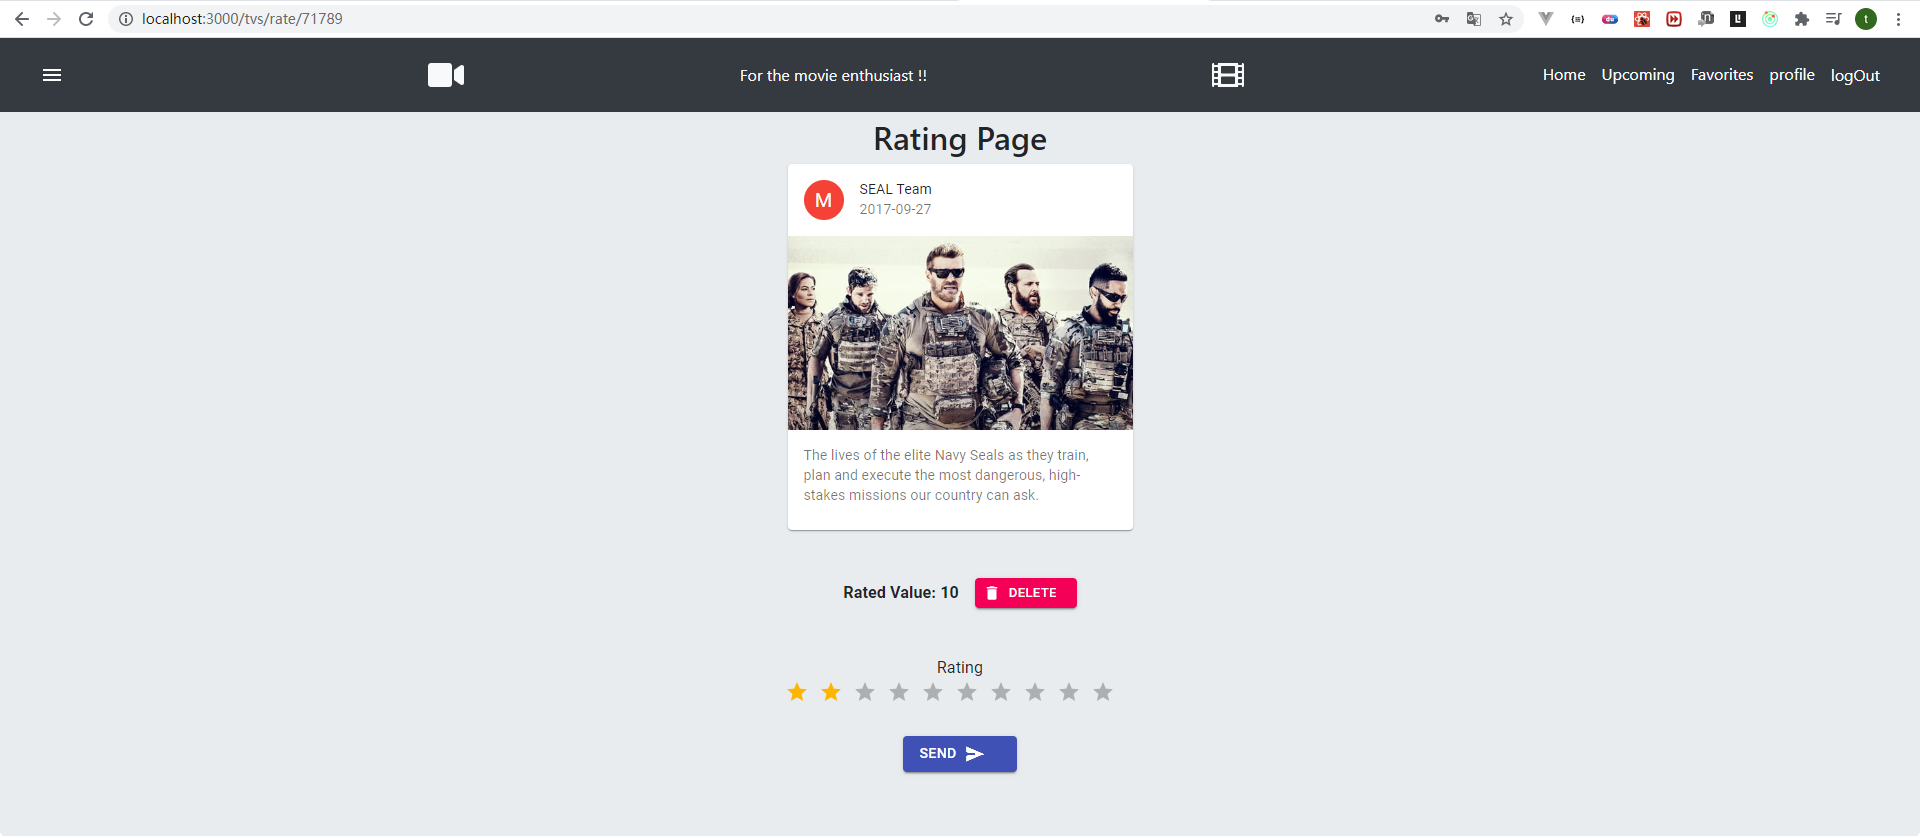 localhost:3000/tvs/rate/71789
t
For the movie enthusiast !!
Home Upcoming Favorites profile logOut
Rating Page
M
SEAL Team
2017-09-27
The lives of the elite Navy Seals as they train,
plan and execute the most dangerous, high-
stakes missions our country can ask.
Rated Value: 10
DELETE
Rating
SEND